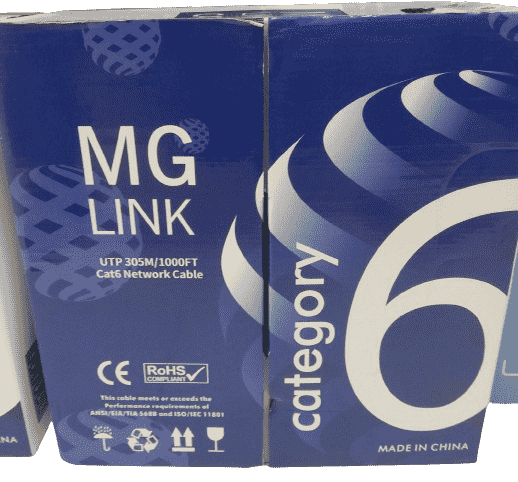 MG
LINK
UTP 305M/1000FT
Cat6 Network Cable
CE
RoHS
COMPLIANT
This cable meets or exceeds the
Performance requirements of
ANSI/EIA/TIA 568B and ISO/IEC 11801
category
6
MADE IN CHINA
NA